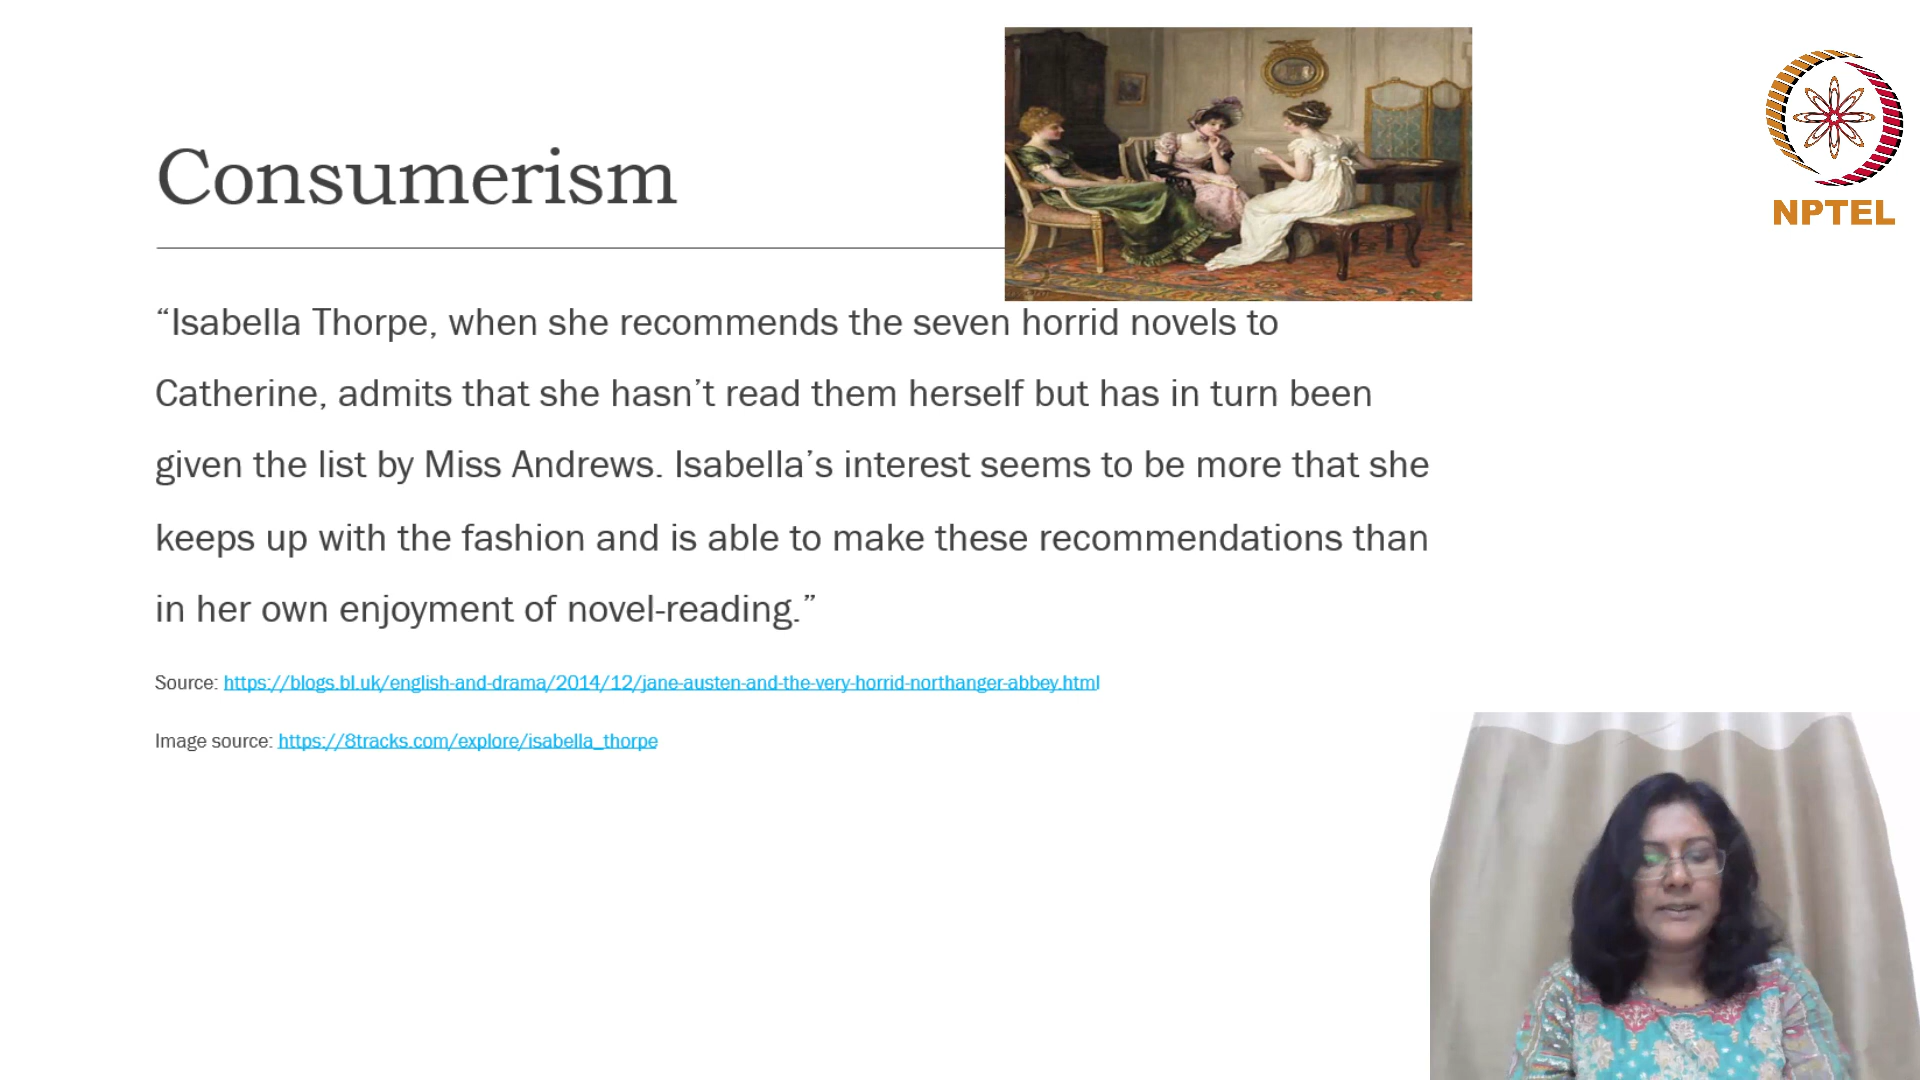 NPTEL
Consumerism
“Isabella Thorpe, when she recommends the seven horrid novels to
Catherine, admits that she hasn’t read them herself but has in turn been
given the list by Miss Andrews. Isabella’s interest seems to be more that she
keeps up with the fashion and is able to make these recommendations than
in her own enjoyment of novel-reading.”
Source: https://blogs.bl.uk/english-and-drama/2014/12/jane-austen-and-the-very-horrid-northanger-abbey.html
Image source: https://8tracks.com/explore/isabella_thorpe